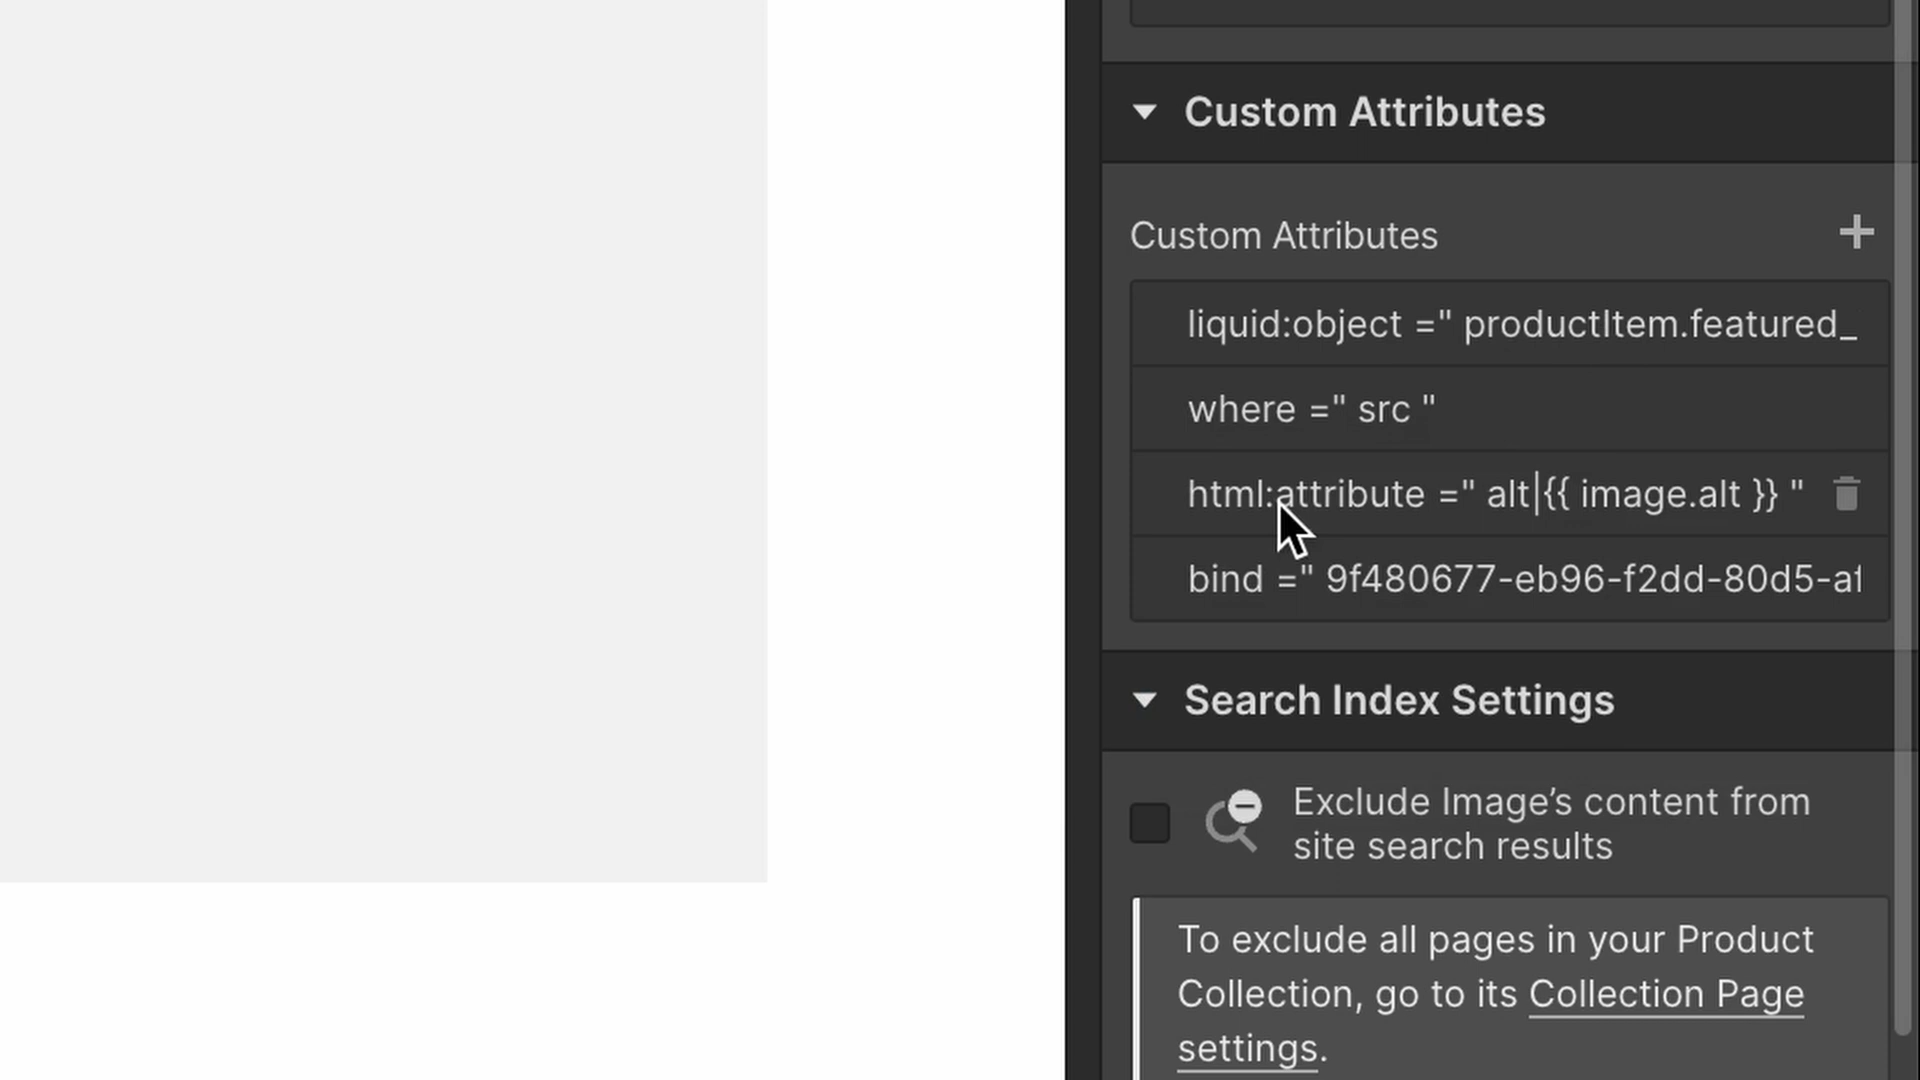 Custom Attributes
Custom Attributes
liquid:object =" productItem.featured_
where =" src "
html:attribute =" alt|{{ image.alt }} "
bind =" 9f480677-eb96-f2dd-80d5-af
Search Index Settings
Exclude Image’s content from
site search results
To exclude all pages in your Product
Collection, go to its Collection Page
settings.